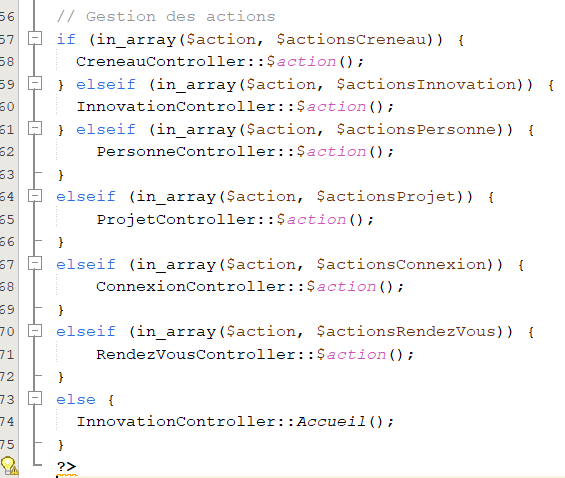 56 // Gestion des actions
57 if (in_array($action, $actionsCreneau)) {
58 CreneauController::$action();
59 } elseif (in_array($action, $actionsInnovation)) {
60 InnovationController::$action();
61 } elseif (in_array($action, $actionsPersonne)) {
62 PersonneController::$action();
63 }
64 elseif (in_array($action, $actionsProjet)) {
65 ProjetController::$action();
66 }
67 elseif (in_array($action, $actionsConnexion)) {
68 ConnexionController::$action();
69 }
70 elseif (in_array($action, $actionsRendezVous)) {
71 RendezVousController::$action();
72 }
73 else {
74 InnovationController::Accueil();
75 }
?>